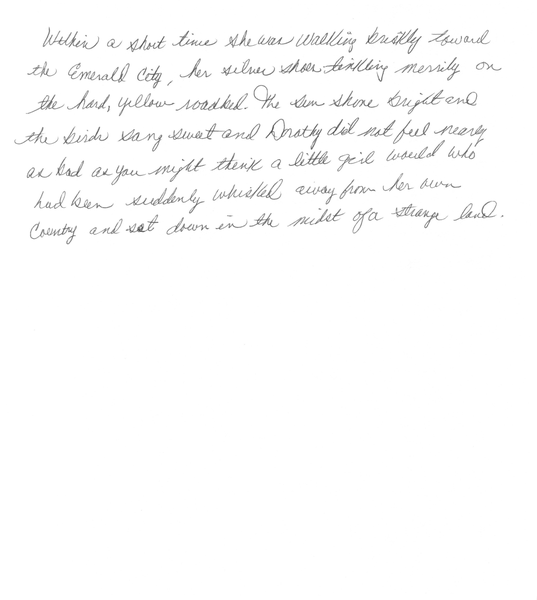 Within a short time she was walking briskly toward
the Emerald City, her silver shoes tinkling merrily on
the hard, yellow roadbed. The sun shone bright and
the birds sang sweet and Dorothy did not feel nearly
as bad as you might think a little girl would who
had been suddenly whisked away from her own
country and set down in the midst of a strange land.